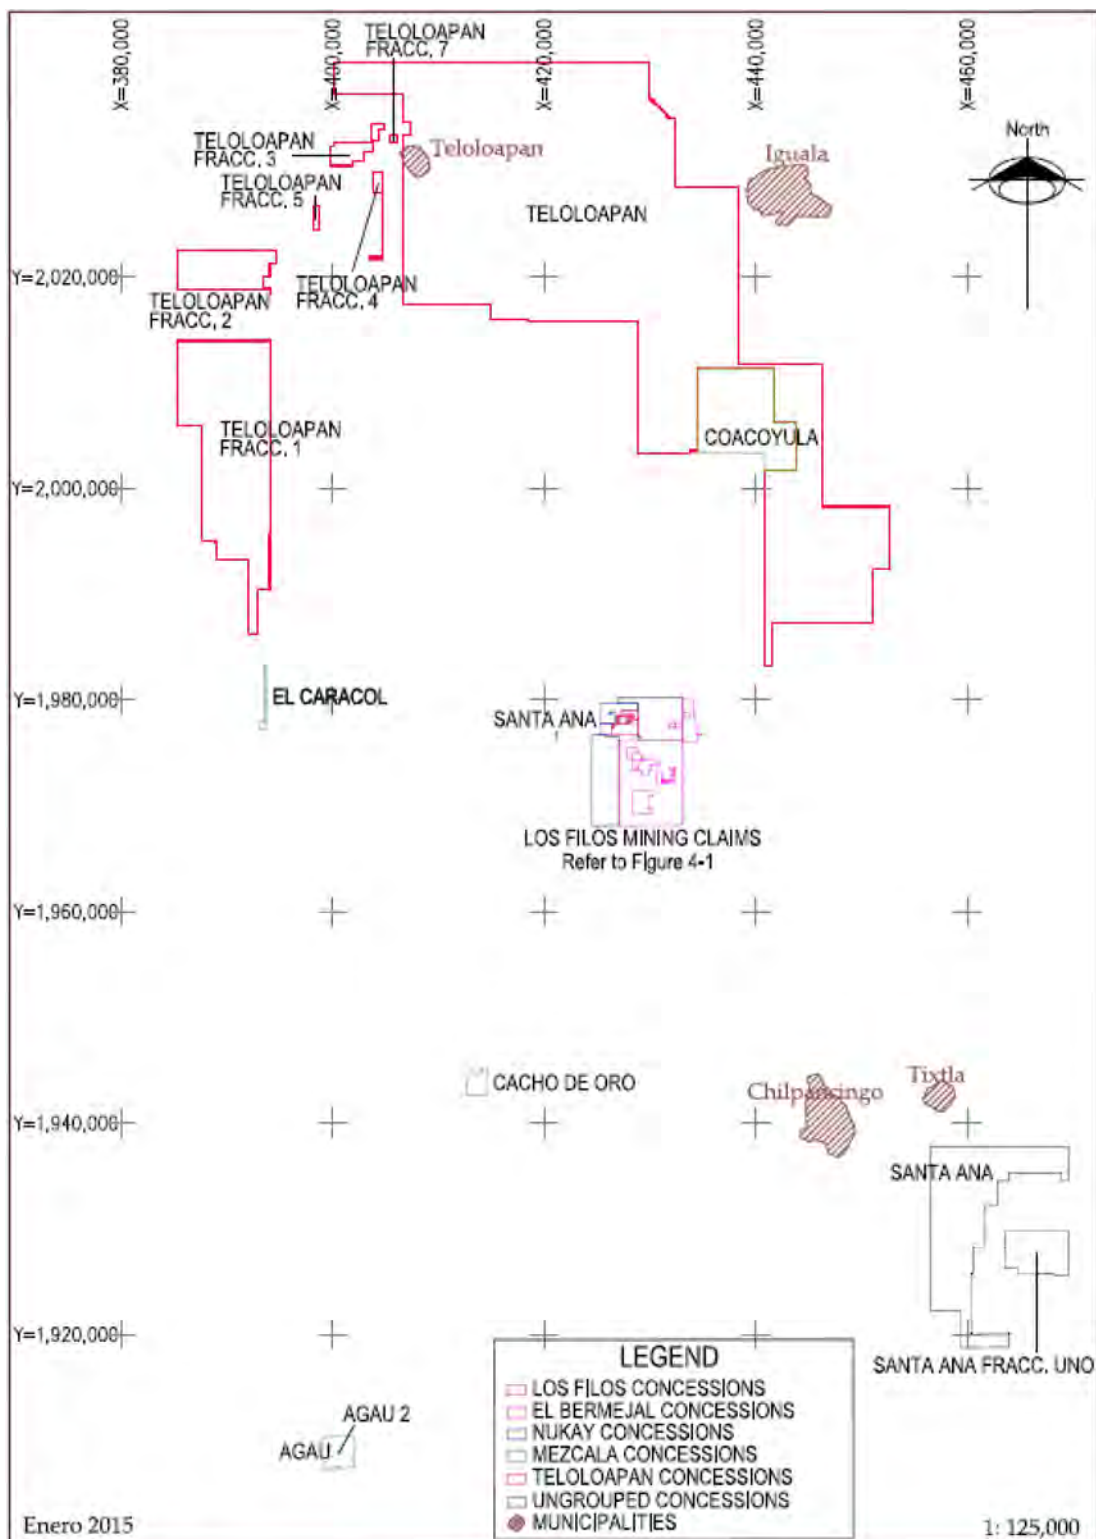 X=380,000
X=400,000
X=420,000
X=440,000
X=460,000
TELOLOAPAN
FRACC. 7
North
TELOLOAPAN
FRACC. 3
Teloloapan
Iguala
TELOLOAPAN
FRACC. 5
TELOLOAPAN
Y=2,020,000
TELOLOAPAN
FRACC. 4
TELOLOAPAN
FRACC. 2
TELOLOAPAN
FRACC. 1
COACOYULA
Y=2,000,000
Y=1,980,000
EL CARACOL
SANTA ANA
LOS FILOS MINING CLAIMS
Refer to Figure 4-1
Y=1,960,000
CACHO DE ORO
Chilpancingo
Tixtla
Y=1,940,000
SANTA ANA
Y=1,920,000
SANTA ANA FRACC. UNO
AGAU 2
AGAU
LEGEND
LOS FILOS CONCESSIONS
EL BERMEJAL CONCESSIONS
NUKAY CONCESSIONS
MEZCALA CONCESSIONS
TELOLOAPAN CONCESSIONS
UNGROUPED CONCESSIONS
MUNICIPALITIES
Enero 2015
1: 125,000